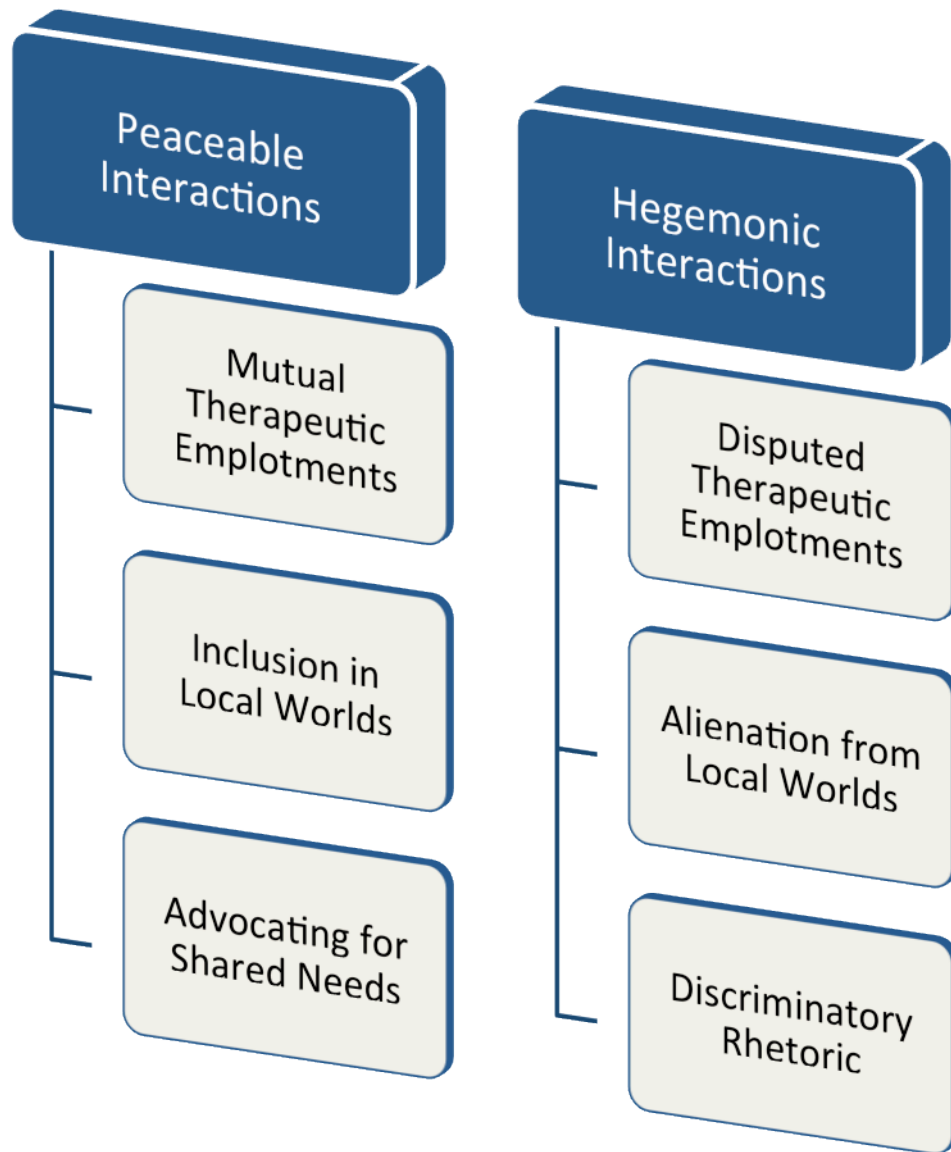 Peaceable
Interactions
Mutual
Therapeutic
Emplotments
Inclusion in
Local Worlds
Advocating for
Shared Needs
Hegemonic
Interactions
Disputed
Therapeutic
Emplotments
Alienation from
Local Worlds
Discriminatory
Rhetoric